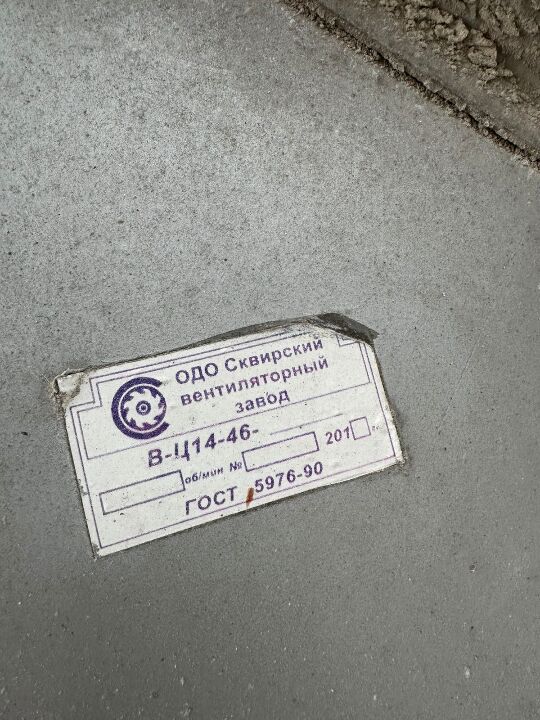 ОДО Сквирский
вентиляторный
завод
В-Ц14-46-
об/мин № 201 г.
ГОСТ 5976-90